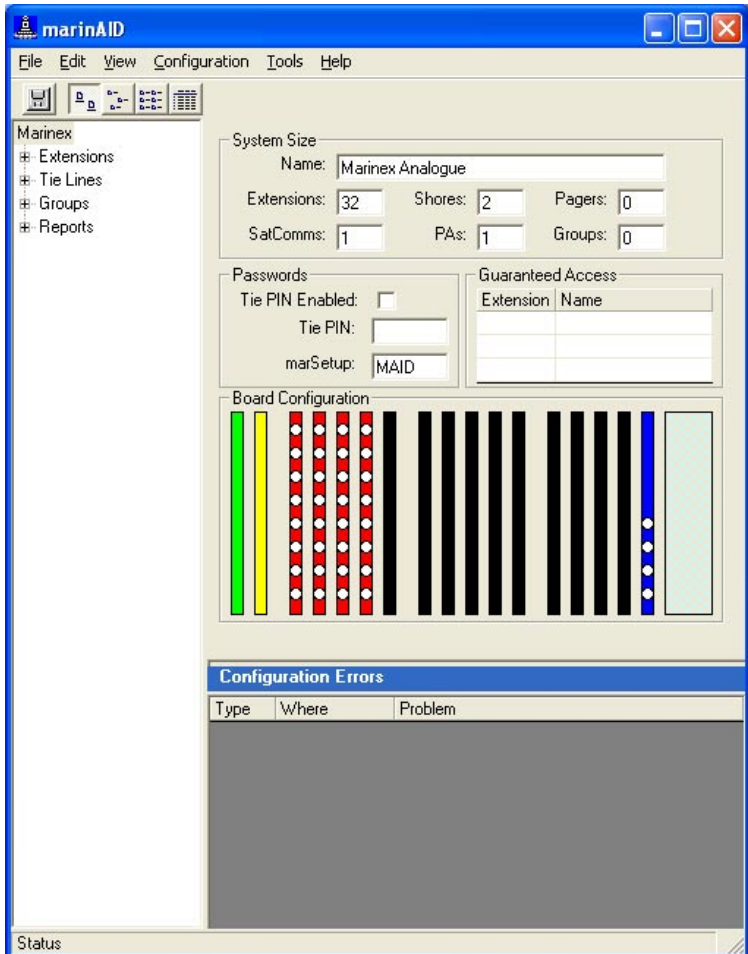 marinAID
File Edit View Configuration Tools Help
Marinex
Extensions
Tie Lines
Groups
Reports
System Size
Name: Marinex Analogue
Extensions: 32 Shores: 2 Pagers: 0
SatComms: 1 PAs: 1 Groups: 0
Passwords
Tie PIN Enabled:
Tie PIN:
marSetup: MAID
Guaranteed Access
Extension Name
Board Configuration
Configuration Errors
Type Where Problem
Status